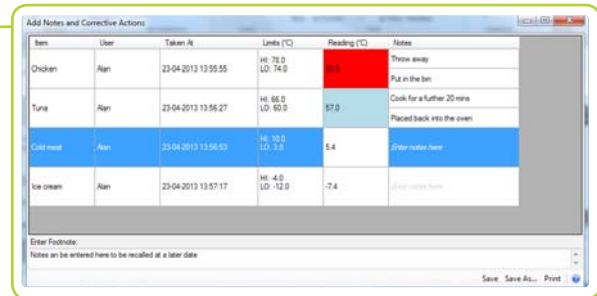 Add Notes and Corrective Actions
Item User Taken At Limits (°C) Reading (°C) Notes
Chicken Alan 23-04-2013 13:55:55 HI: 78.0 Throw away
LO: 74.0 Put in the bin
Tuna Alan 23-04-2013 13:56:27 HI: 66.0 57.0 Cook for a further 20 mins
LO: 60.0 Placed back into the oven
Cold meat Alan 23-04-2013 13:56:53 HI: 10.0 5.4 Enter notes here
LO: 3.0
Ice cream Alan 23-04-2013 13:57:17 HI: -4.0 -7.4 Enter notes here
LO: -12.0
Enter Footnote:
Notes an be entered here to be recalled at a later date
Save Save As... Print